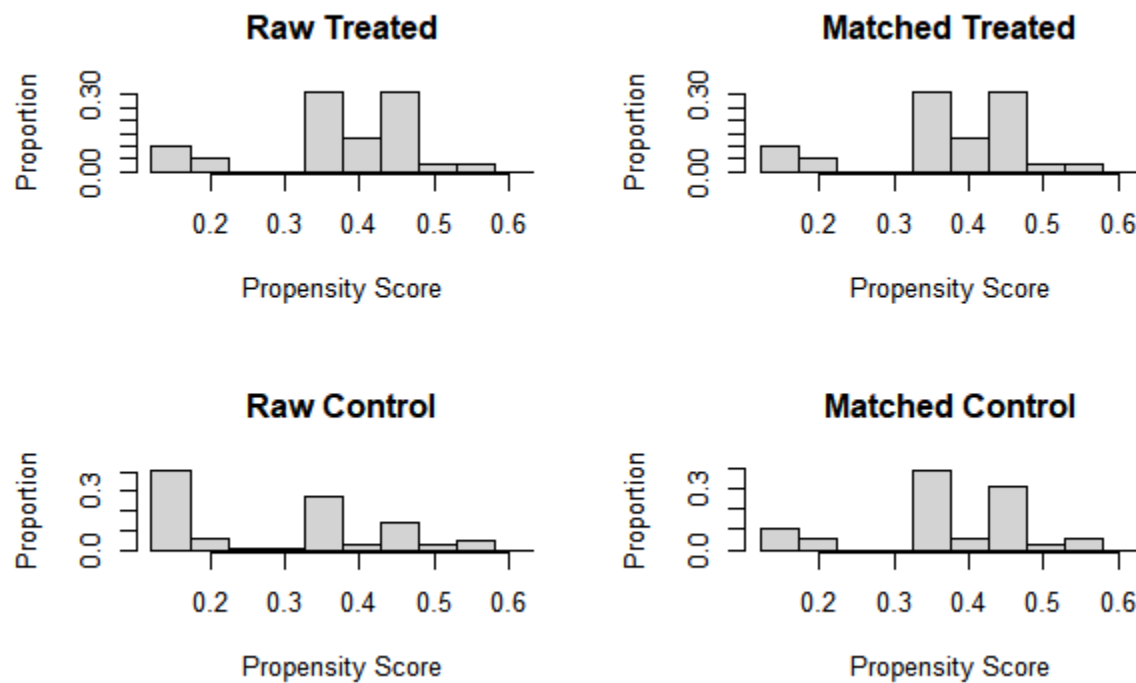 Raw Treated
Proportion
0.30
0.00
0.2 0.3 0.4 0.5 0.6
Propensity Score
Matched Treated
Proportion
0.30
0.00
0.2 0.3 0.4 0.5 0.6
Propensity Score
Raw Control
Proportion
0.3
0.0
0.2 0.3 0.4 0.5 0.6
Propensity Score
Matched Control
Proportion
0.3
0.0
0.2 0.3 0.4 0.5 0.6
Propensity Score